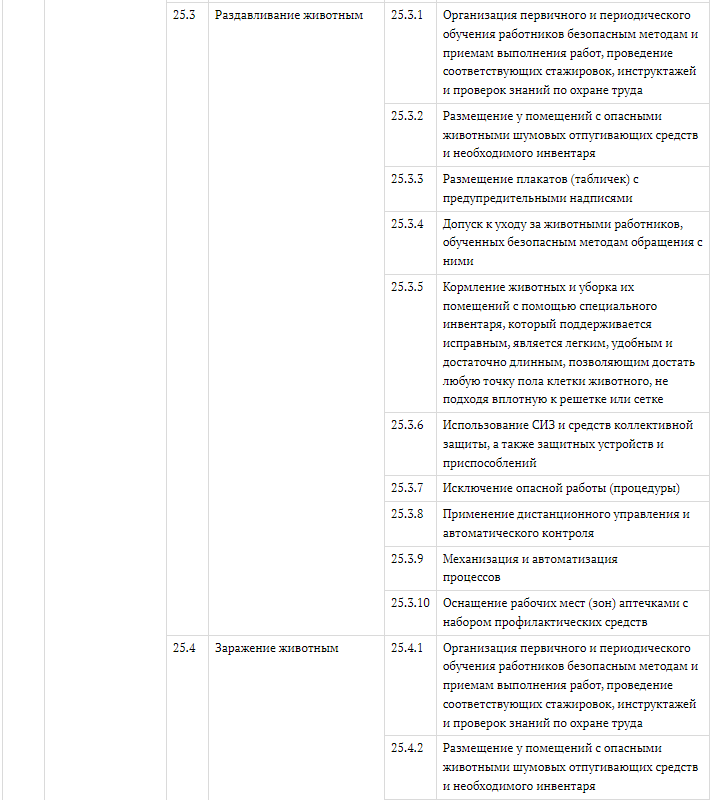 25.3 Раздавливание животным 25.3.1 Организация первичного и периодического
обучения работников безопасным методам и
приемам выполнения работ, проведение
соответствующих стажировок, инструктажей
и проверок знаний по охране труда
25.3.2 Размещение у помещений с опасными
животными шумовых отпугивающих средств
и необходимого инвентаря
25.3.3 Размещение плакатов (табличек) с
предупредительными надписями
25.3.4 Допуск к уходу за животными работников,
обученных безопасным методам обращения с
ними
25.3.5 Кормление животных и уборка их
помещений с помощью специального
инвентаря, который поддерживается
исправным, является легким, удобным и
достаточно длинным, позволяющим достать
любую точку пола клетки животного, не
подходя вплотную к решетке или сетке
25.3.6 Использование СИЗ и средств коллективной
защиты, а также защитных устройств и
приспособлений
25.3.7 Исключение опасной работы (процедуры)
25.3.8 Применение дистанционного управления и
автоматического контроля
25.3.9 Механизация и автоматизация
процессов
25.3.10 Оснащение рабочих мест (зон) аптечками с
набором профилактических средств
25.4 Заражение животным 25.4.1 Организация первичного и периодического
обучения работников безопасным методам и
приемам выполнения работ, проведение
соответствующих стажировок, инструктажей
и проверок знаний по охране труда
25.4.2 Размещение у помещений с опасными
животными шумовых отпугивающих средств
и необходимого инвентаря